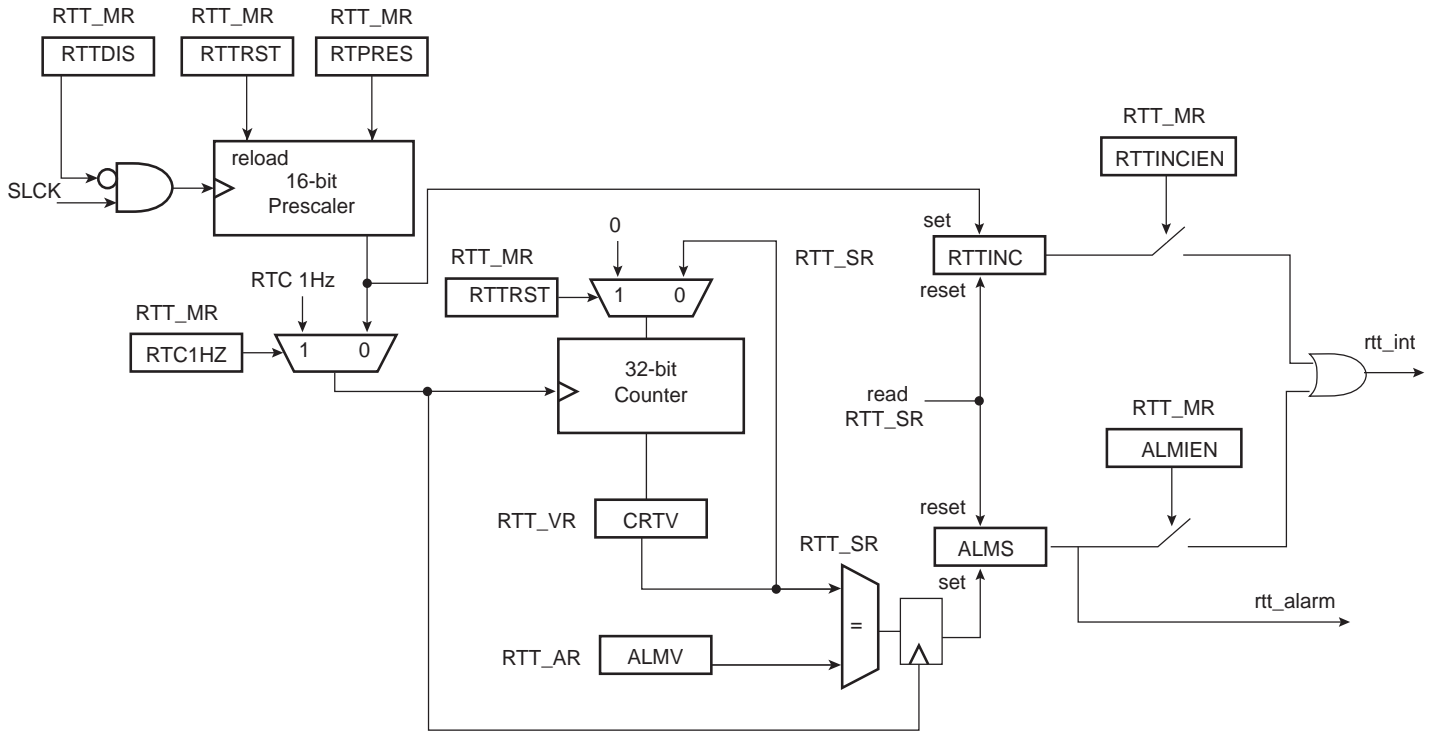 RTT_MR
RTT_MR
RTT_MR
RTTDIS
RTTRST
RTPRES
reload
16-bit
Prescaler
SLCK
RTT_MR
RTTINCIEN
0
set
RTT_MR
RTT_SR
RTTINC
RTC 1Hz
RTTRST
1
0
reset
RTT_MR
RTC1HZ
1
0
32-bit
Counter
rtt_int
read
RTT_SR
RTT_MR
ALMIEN
RTT_VR
CRTV
reset
RTT_SR
ALMS
set
rtt_alarm
=
RTT_AR
ALMV